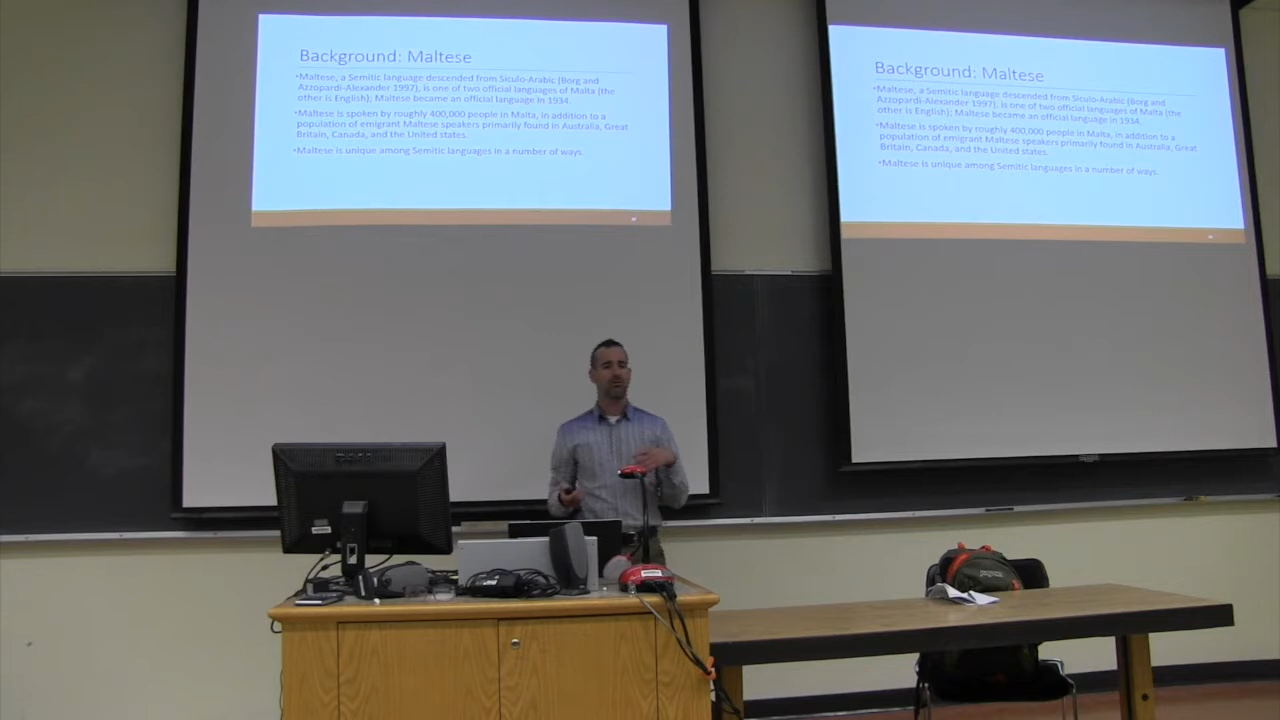 Background: Maltese
•Maltese, a Semitic language descended from Siculo-Arabic (Borg and
Azzopardi-Alexander 1997), is one of two official languages of Malta (the
other is English); Maltese became an official language in 1934.
•Maltese is spoken by roughly 400,000 people in Malta, in addition to a
population of emigrant Maltese speakers primarily found in Australia, Great
Britain, Canada, and the United states.
•Maltese is unique among Semitic languages in a number of ways.
Background: Maltese
•Maltese, a Semitic language descended from Siculo-Arabic (Borg and
Azzopardi-Alexander 1997), is one of two official languages of Malta (the
other is English); Maltese became an official language in 1934.
•Maltese is spoken by roughly 400,000 people in Malta, in addition to a
population of emigrant Maltese speakers primarily found in Australia, Great
Britain, Canada, and the United states.
•Maltese is unique among Semitic languages in a number of ways.